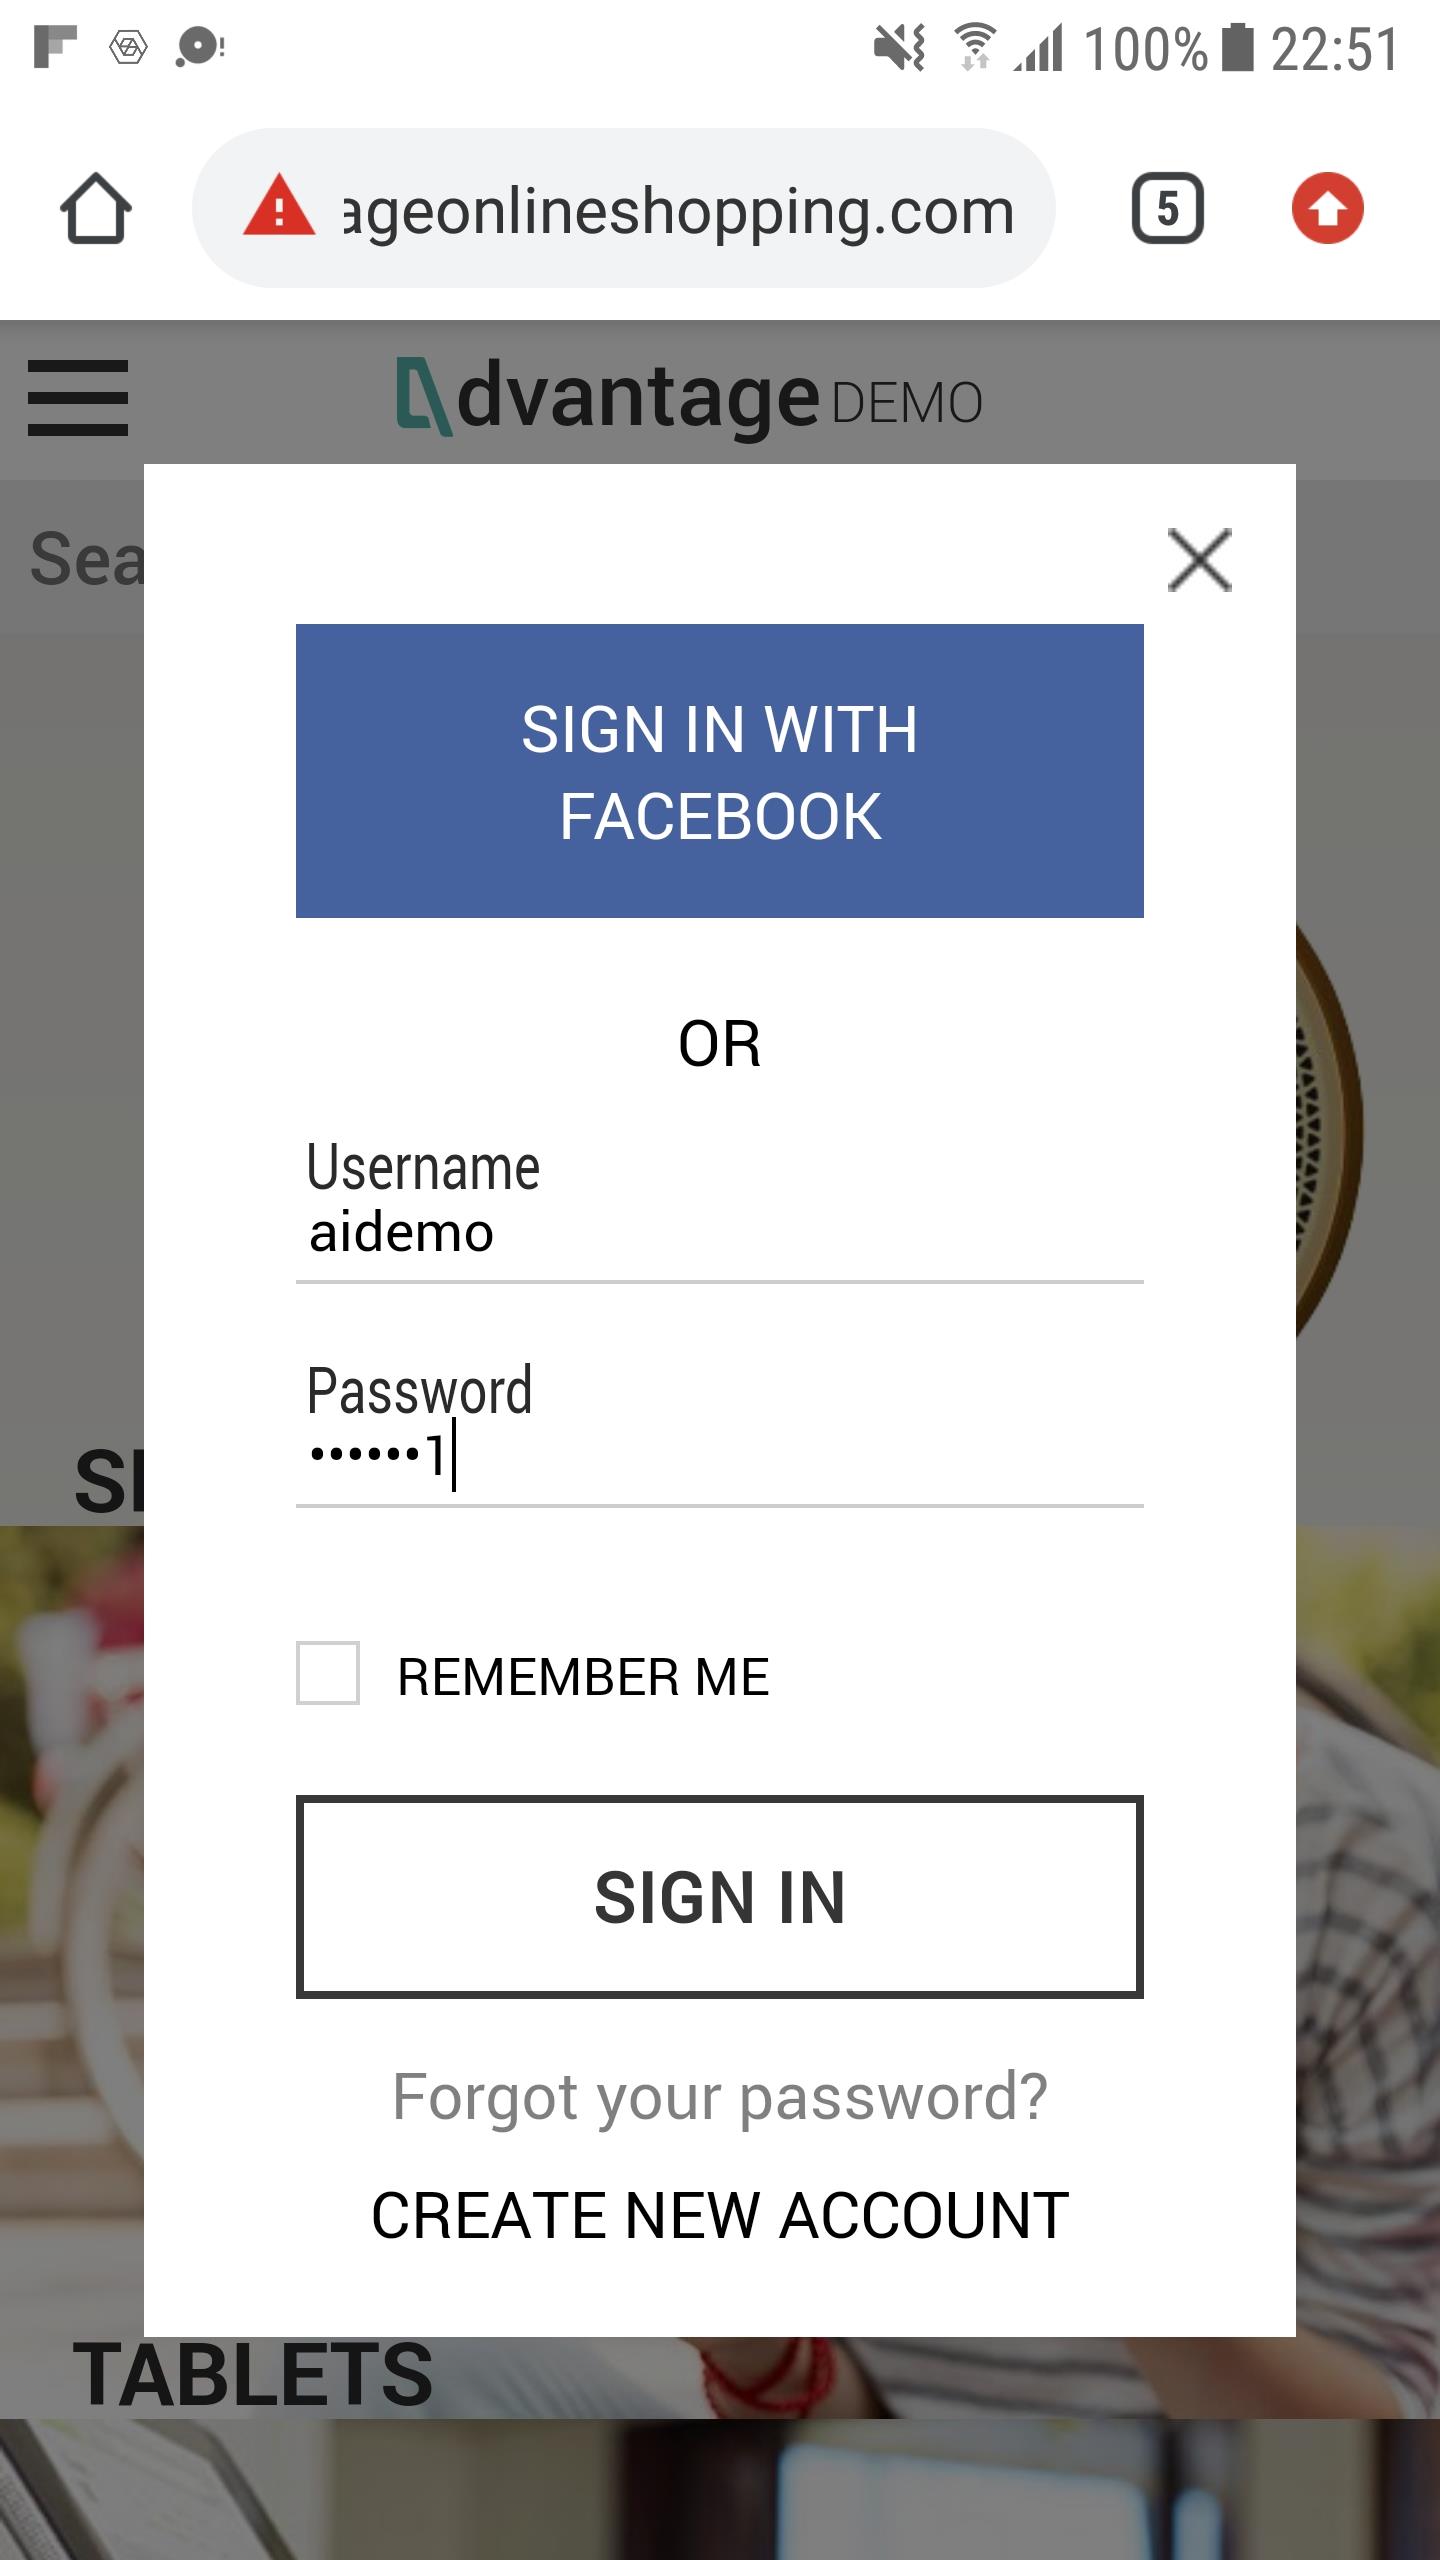 100% 22:51
ageonlineshopping.com 5
dvantage DEMO
Sea
SIGN IN WITH
FACEBOOK
OR
Username
aidemo
Password
••••••1
REMEMBER ME
SIGN IN
Forgot your password?
CREATE NEW ACCOUNT
TABLETS